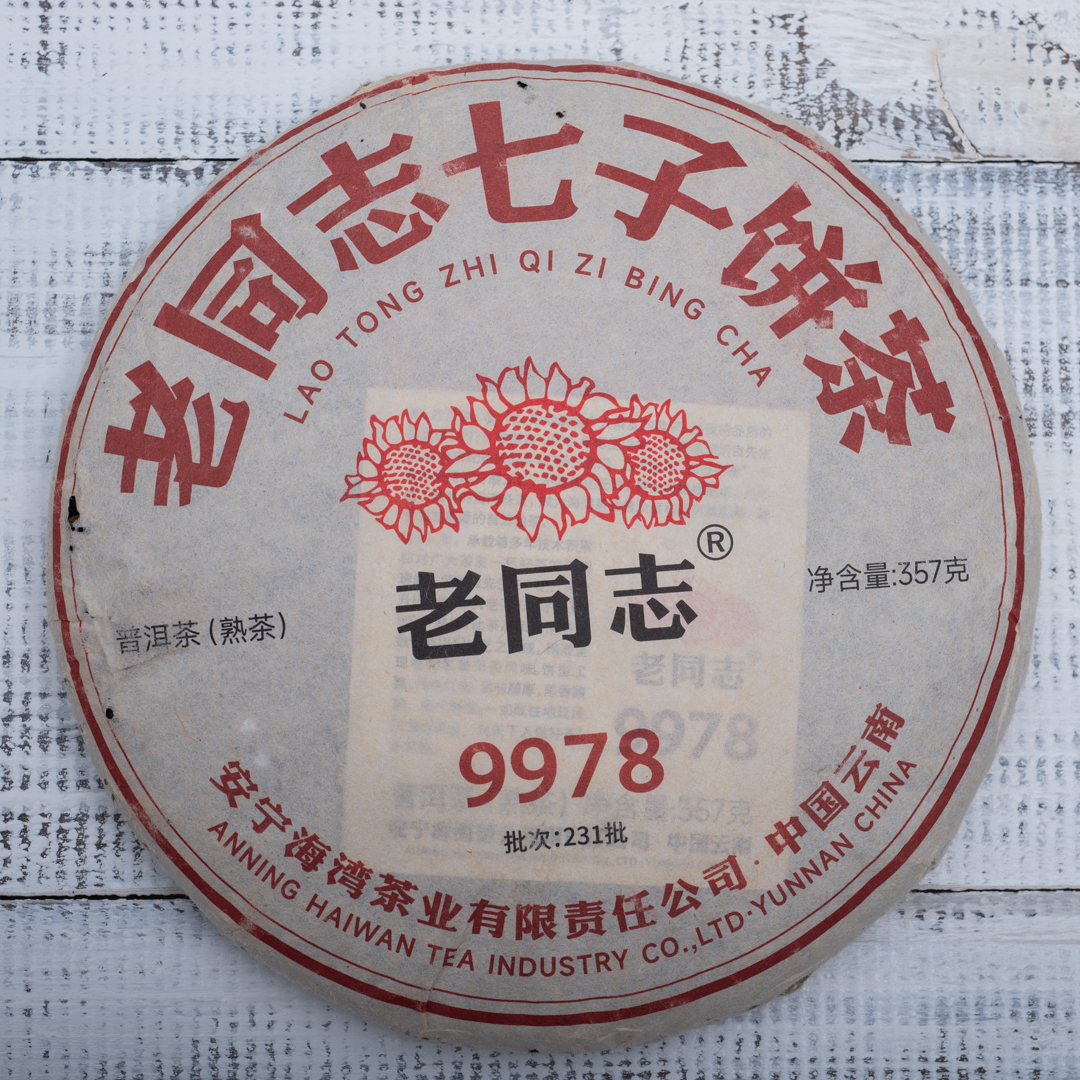 老同志七子饼茶
LAO TONG ZHI QI ZI BING CHA
老同志®
净含量:357克
普洱茶(熟茶)
老同志
9978
9978
批次:231批
安宁海湾茶业有限责任公司·中国云南
ANNING HAIWAN TEA INDUSTRY CO.,LTD·YUNNAN CHINA